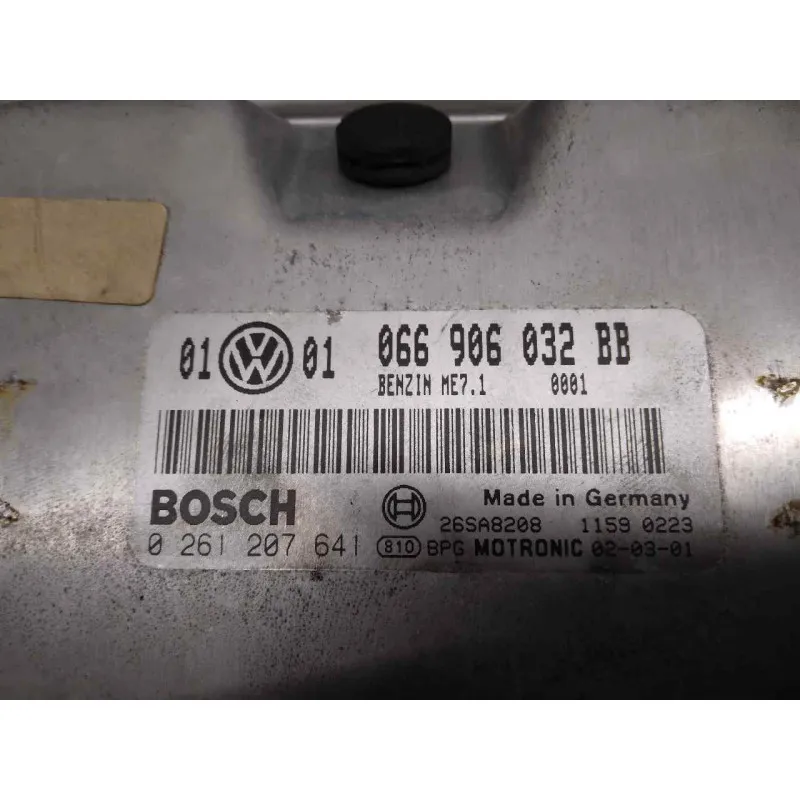 01 VW 01 066 906 032 BB
BENZIN ME7.1 0001
BOSCH Made in Germany
26SA8208 1159 0223
0 261 207 641 810 BPG MOTRONIC 02-03-01